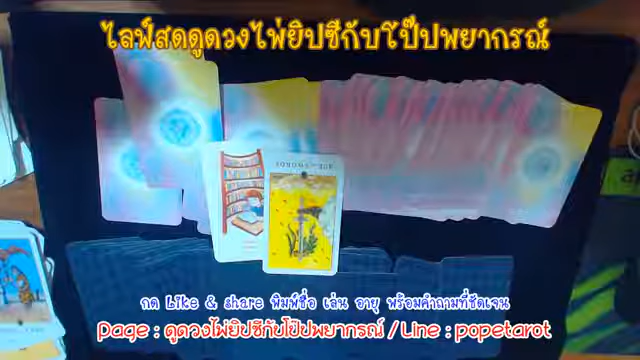 ไลฟ์สดดูดวงไพ่ยิปซีกับโป๊ปพยากรณ์
กด Like & share พิมพ์ชื่อ เล่น อายุ พร้อมคำถามที่ชัดเจน
Page : ดูดวงไพ่ยิปซีกับโป๊ปพยากรณ์ / Line : popetarot